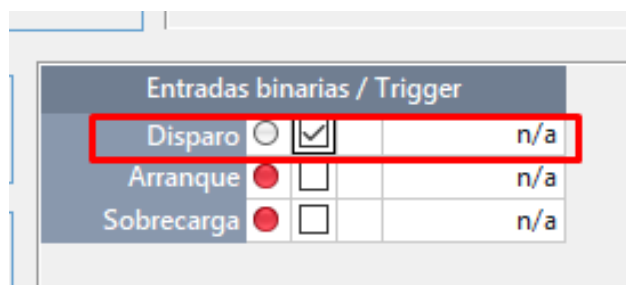 Entradas binarias / Trigger
Disparo n/a
Arranque n/a
Sobrecarga n/a